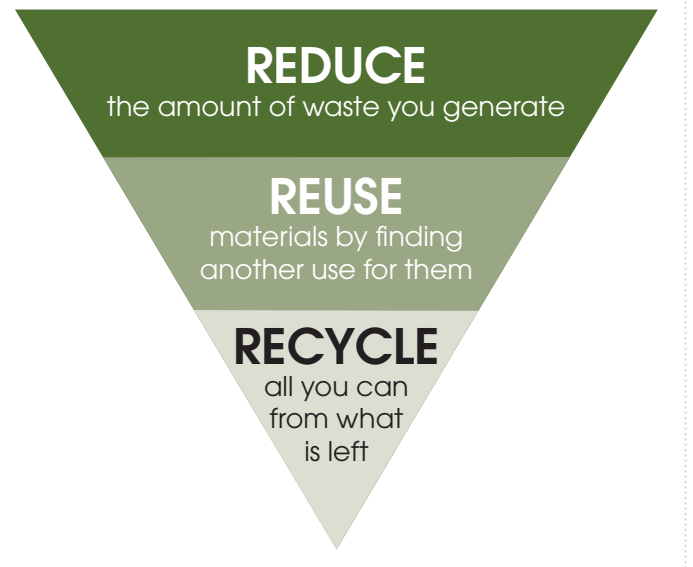 REDUCE
the amount of waste you generate
REUSE
materials by finding
another use for them
RECYCLE
all you can
from what
is left